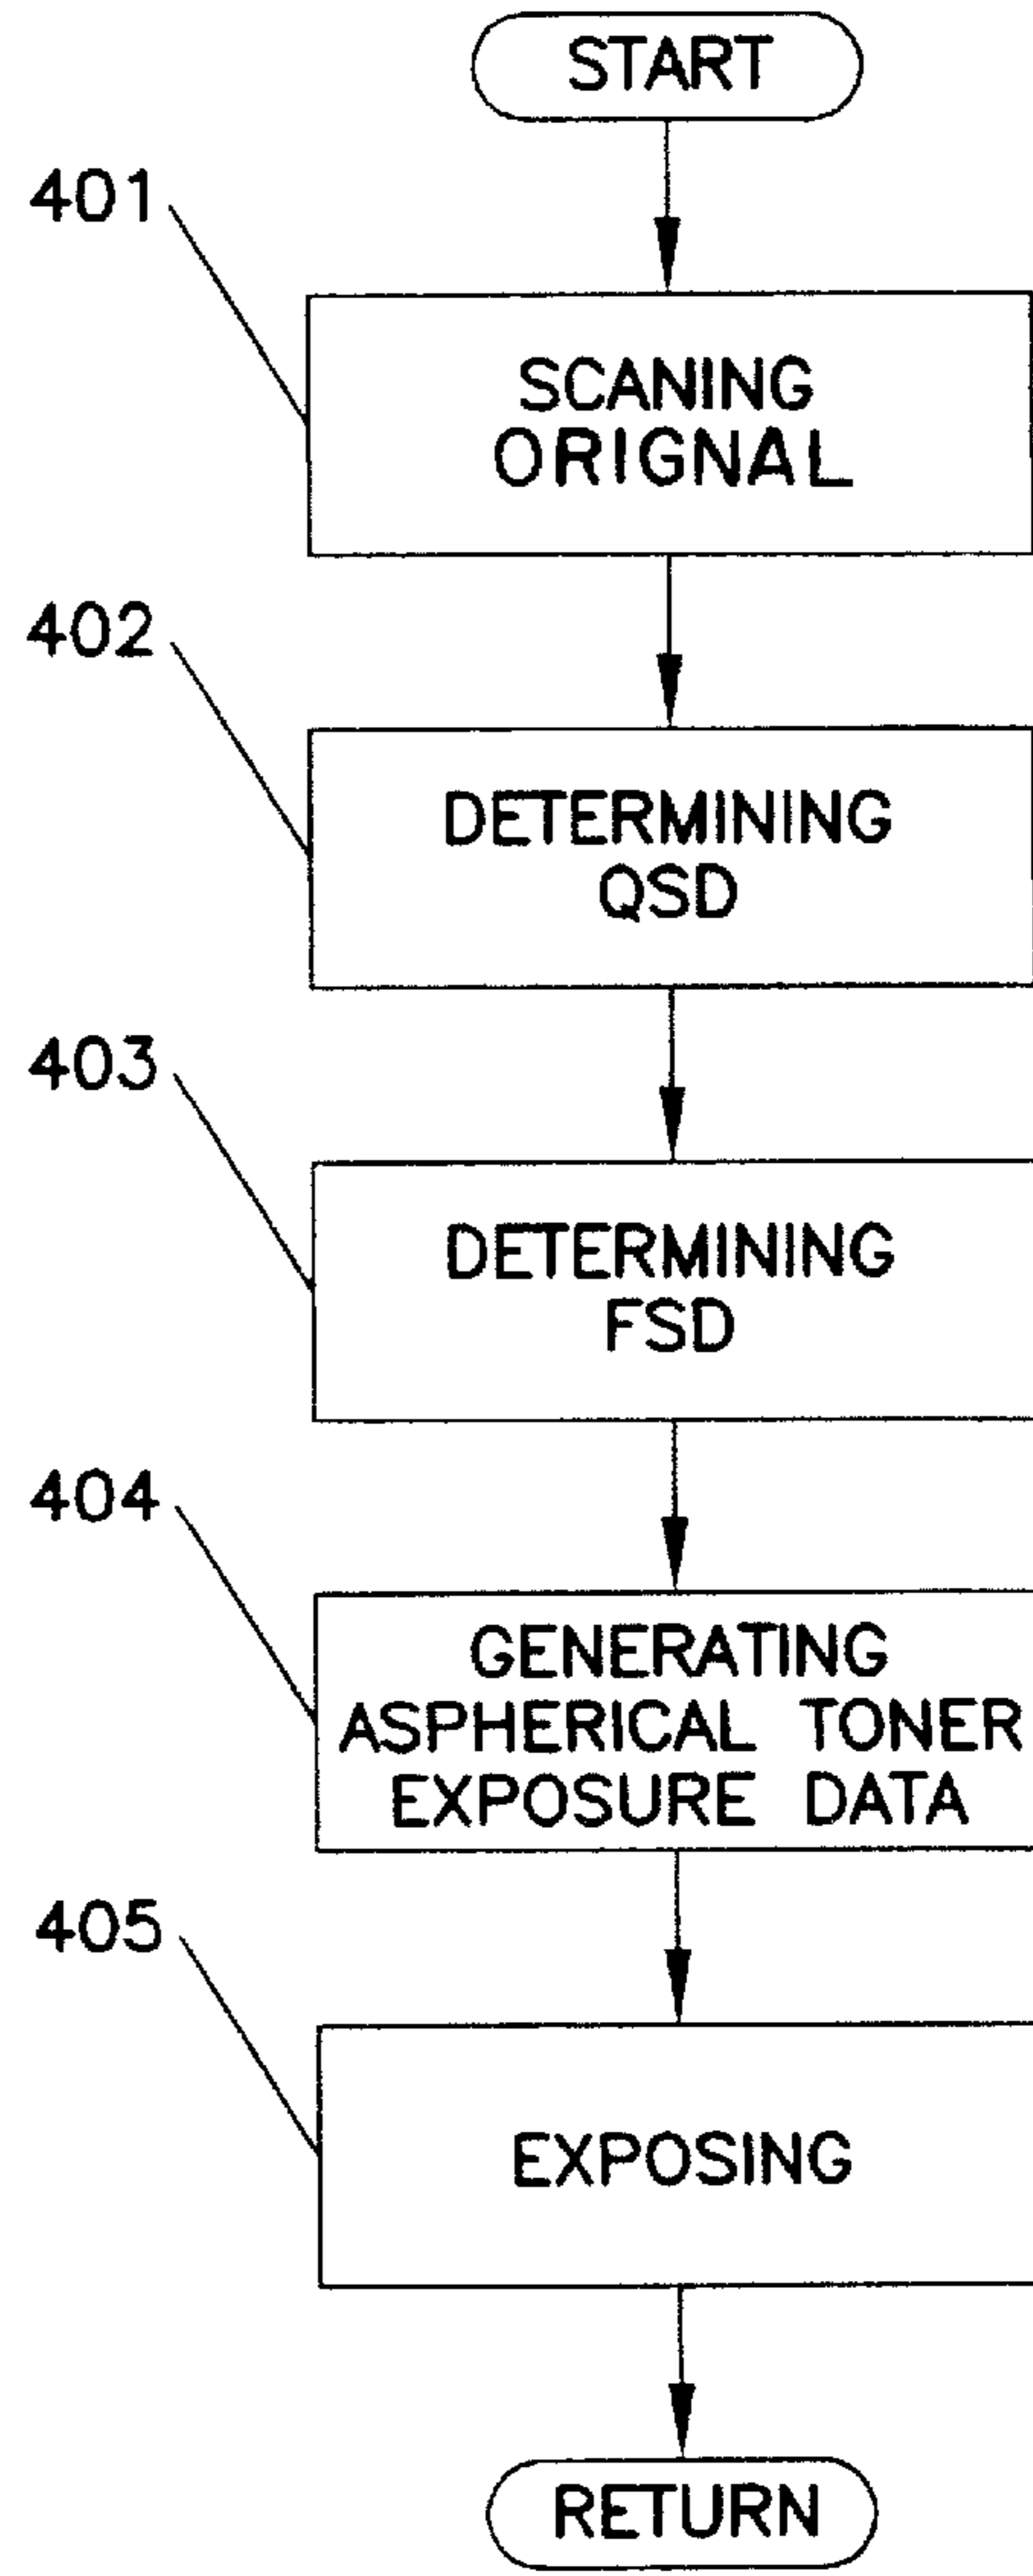 START
401
SCANING
ORIGNAL
402
DETERMINING
QSD
403
DETERMINING
FSD
404
GENERATING
ASPHERICAL TONER
EXPOSURE DATA
405
EXPOSING
RETURN